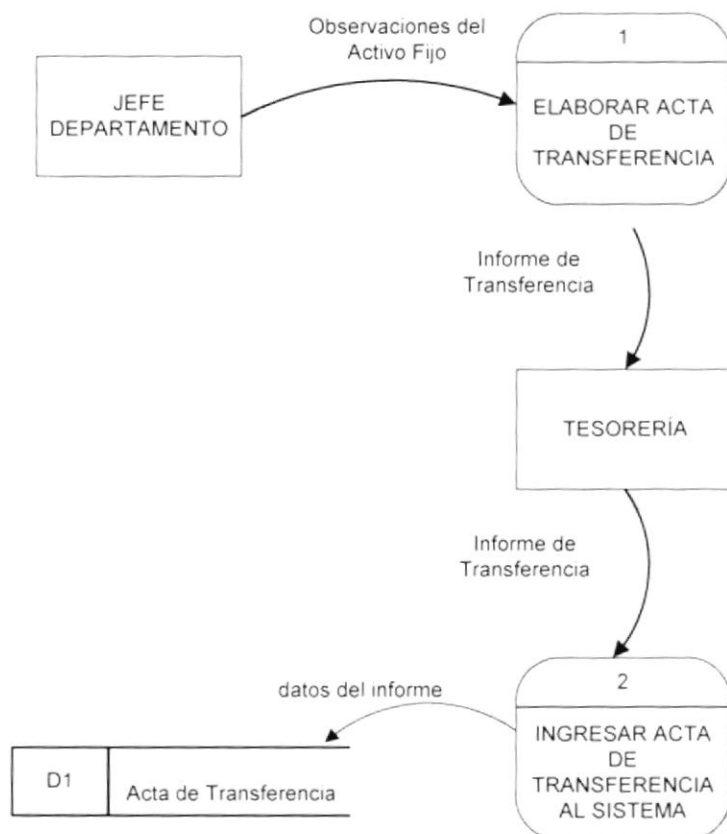 Observaciones del
Activo Fijo
1
JEFE
DEPARTAMENTO
ELABORAR ACTA
DE
TRANSFERENCIA
Informe de
Transferencia
TESORERÍA
Informe de
Transferencia
2
datos del informe
INGRESAR ACTA
DE
TRANSFERENCIA
AL SISTEMA
D1
Acta de Transferencia